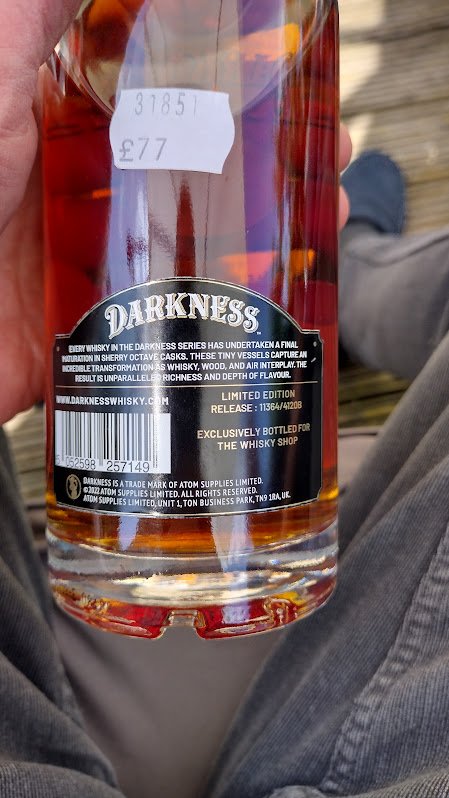 31851
£77
DARKNESS™
EVERY WHISKY IN THE DARKNESS SERIES HAS UNDERTAKEN A FINAL
MATURATION IN SHERRY OCTAVE CASKS. THESE TINY VESSELS CAPTURE AN
INCREDIBLE TRANSFORMATION AS WHISKY, WOOD, AND AIR INTERPLAY. THE
RESULT IS UNPARALLELED RICHNESS AND DEPTH OF FLAVOUR.
WWW.DARKNESSWHISKY.COM
LIMITED EDITION
RELEASE : 11364/4120B
EXCLUSIVELY BOTTLED FOR
THE WHISKY SHOP
5 052598 257149
DARKNESS IS A TRADE MARK OF ATOM SUPPLIES LIMITED.
©2022 ATOM SUPPLIES LIMITED. ALL RIGHTS RESERVED.
ATOM SUPPLIES LIMITED, UNIT 1, TON BUSINESS PARK, TN9 1RA, UK.